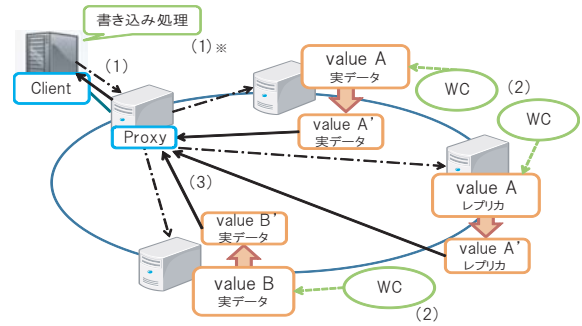 書き込み処理
(1)※
(1)
Client
value A
実データ
WC
(2)
WC
Proxy
value A'
実データ
value A
レプリカ
(3)
value B'
実データ
value A'
レプリカ
value B
実データ
WC
(2)